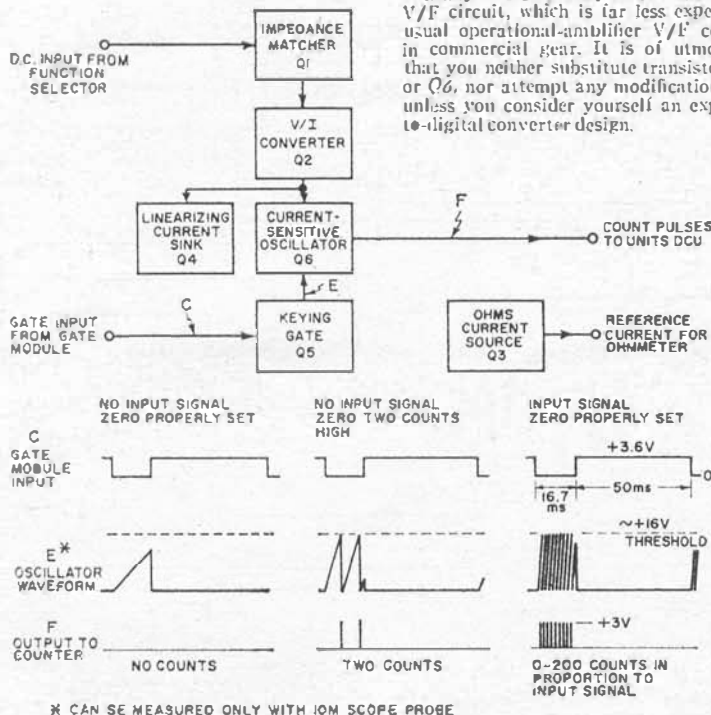 V/F circuit, which is far less expe
usual operational-amblifier V/F c
in commercial gear. It is of utm
that you neither substitute transist
or Q6, nor attempt any modification
unless you consider yourself an exp
to-digital converter design.
D.C. INPUT FROM
FUNCTION
SELECTOR
IMPEDANCE
MATCHER
Q1
V/I
CONVERTER
Q2
LINEARIZING
CURRENT
SINK
Q4
CURRENT-
SENSITIVE
OSCILLATOR
Q6
F
COUNT PULSES
TO UNITS DCU
E
C
GATE INPUT
FROM GATE
MODULE
KEYING
GATE
Q5
OHMS
CURRENT
SOURCE
Q3
REFERENCE
CURRENT FOR
OHNMETER
NO INPUT SIGNAL
ZERO PROPERLY SET
NO INPUT SIGNAL
ZERO TWO COUNTS
HIGH
INPUT SIGNAL
ZERO PROPERLY SET
C
GATE
MODULE
INPUT
+3.6V
0
16.7
ms
50ms
E*
OSCILLATOR
WAVEFORM
~+16V
THRESHOLD
F
OUTPUT TO
COUNTER
+3V
NO COUNTS
TWO COUNTS
0-200 COUNTS IN
PROPORTION TO
INPUT SIGNAL
* CAN SE MEASURED ONLY WITH 10M SCOPE PROBE